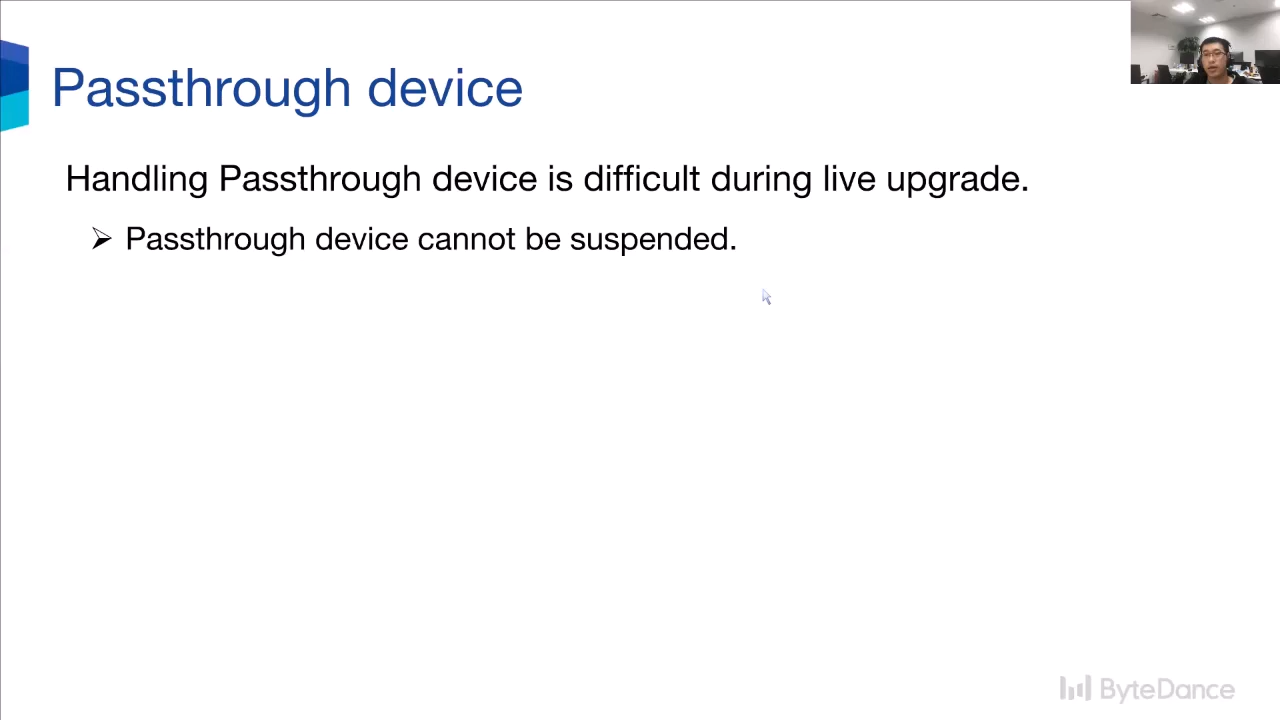 Passthrough device
Handling Passthrough device is difficult during live upgrade.
Passthrough device cannot be suspended.
ByteDance